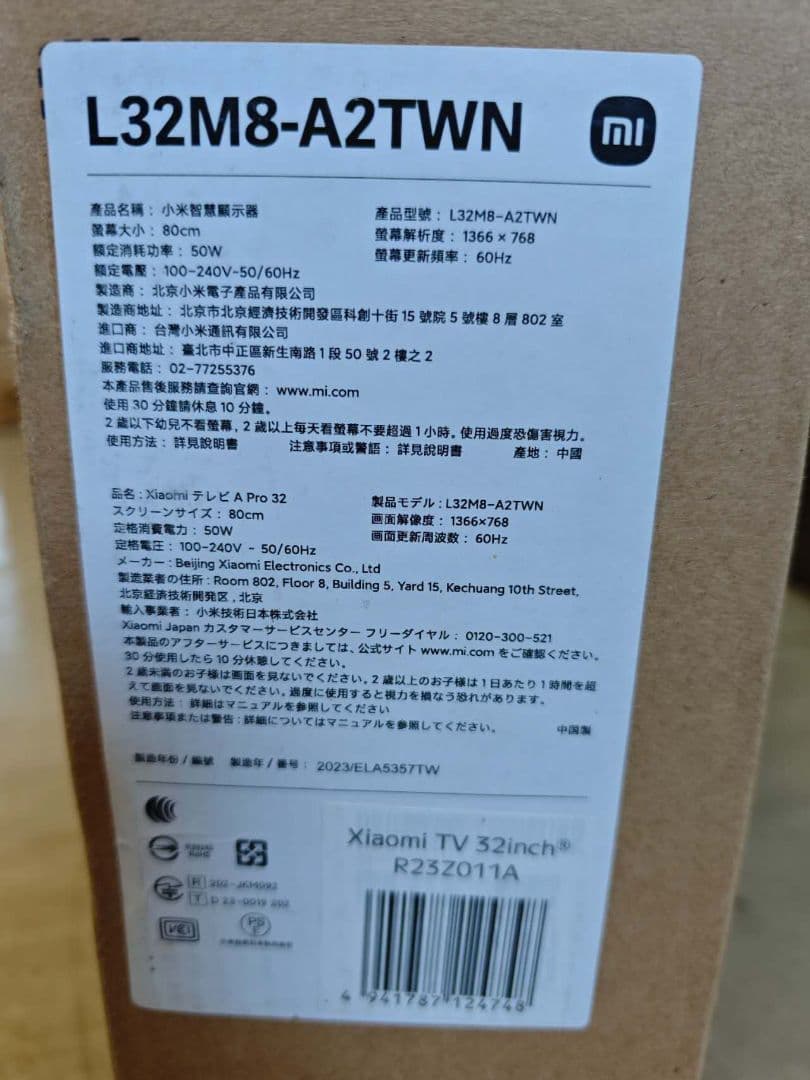 L32M8-A2TWN
mi
產品名稱：小米智慧顯示器 產品型號：L32M8-A2TWN
螢幕大小：80cm 螢幕解析度：1366 × 768
額定消耗功率：50W 螢幕更新頻率：60Hz
額定電壓：100-240V~50/60Hz
製造商：北京小米電子產品有限公司
製造商地址：北京市北京經濟技術開發區科創十街 15 號院 5 號樓 8 層 802 室
進口商：台灣小米通訊有限公司
進口商地址：臺北市中正區新生南路 1 段 50 號 2 樓之 2
服務電話：02-77255376
本產品售後服務請查詢官網：www.mi.com
使用 30 分鐘請休息 10 分鐘。
2 歲以下幼兒不看螢幕，2 歲以上每天看螢幕不要超過 1 小時。使用過度恐傷害視力。
使用方法：詳見說明書 注意事項或警語：詳見說明書 產地：中國
品名：Xiaomi テレビ A Pro 32 製品モデル：L32M8-A2TWN
スクリーンサイズ：80cm 画面解像度：1366×768
定格消費電力：50W 画面更新周波数：60Hz
定格電圧：100-240V ~ 50/60Hz
メーカー：Beijing Xiaomi Electronics Co., Ltd
製造業者の住所：Room 802, Floor 8, Building 5, Yard 15, Kechuang 10th Street,
北京経済技術開発区，北京
輸入事業者：小米技術日本株式会社
Xiaomi Japan カスタマーサービスセンター フリーダイヤル：0120-300-521
本製品のアフターサービスにつきましては、公式サイト www.mi.com をご確認ください。
30 分使用したら 10 分休憩してください。
2 歳未満のお子様は画面を見ないでください。2 歳以上のお子様は 1 日あたり 1 時間を超
えて画面を見ないでください。過度に使用すると視力を損なう恐れがあります。
使用方法：詳細はマニュアルを参照してください
注意事項または警告：詳細についてはマニュアルを参照してください。 中国製
製造年份 / 編號 製造年 / 番号：2023/ELA5357TW
Xiaomi TV 32inch®
R23Z011A
R
T D 23-0019 202
VCCI
PS
E
4 941787 124748